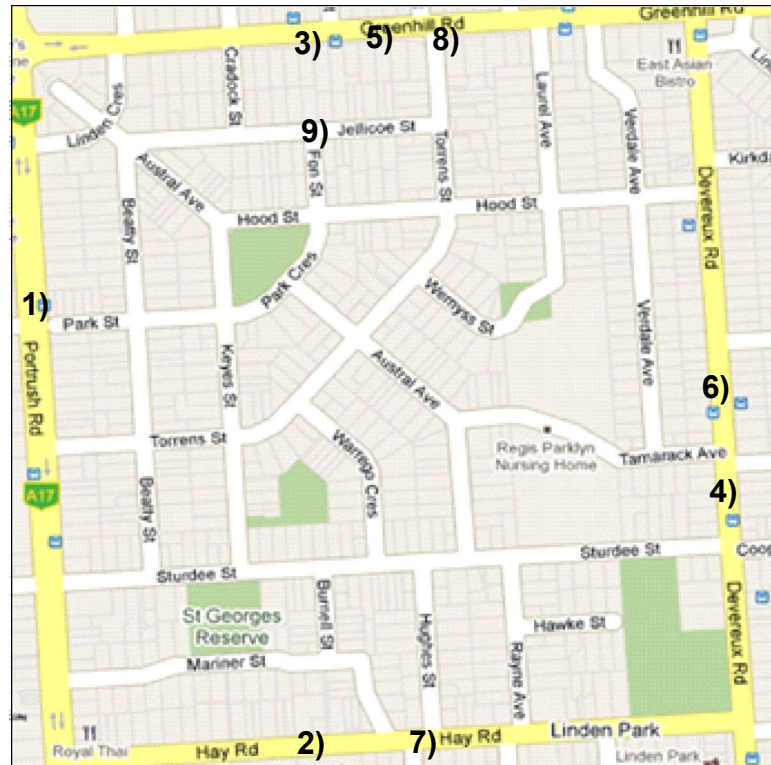 Greenhill Rd
Greenhill Rd
3)
5)
8)
East Asian
Bistro
Cradock St
Laurel Ave
Verdale Ave
A17
Linden Cres
9)
Jellicoe St
Fon St
Torrens St
Kirkda
Austral Ave
Beatty St
Hood St
Hood St
Devereux Rd
Park Cres
Wemyss St
1)
Park St
Portrush Rd
Keyes St
Austral Ave
Verdale Ave
6)
Torrens St
Warrego Cres
Regis Parklyn
Nursing Home
Tamarack Ave
A17
Beatty St
4)
Sturdee St
Sturdee St
Coop
St Georges
Reserve
Burnell St
Hughes St
Hawke St
Rayne Ave
Devereux Rd
Mariner St
Royal Thai
Hay Rd
2)
7)
Hay Rd
Linden Park
Linden Park